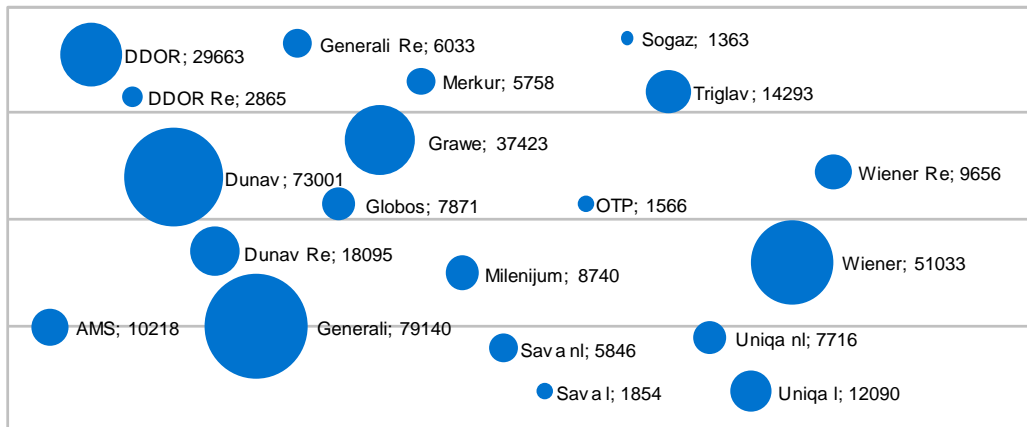 DDOR; 29663
Generali Re; 6033
Sogaz; 1363
Merkur; 5758
DDOR Re; 2865
Triglav; 14293
Grawe; 37423
Dunav; 73001
Wiener Re; 9656
Globos; 7871
OTP; 1566
Dunav Re; 18095
Milenijum; 8740
Wiener; 51033
AMS; 10218
Generali; 79140
Uniqa nl; 7716
Sava nl; 5846
Sava l; 1854
Uniqa l; 12090